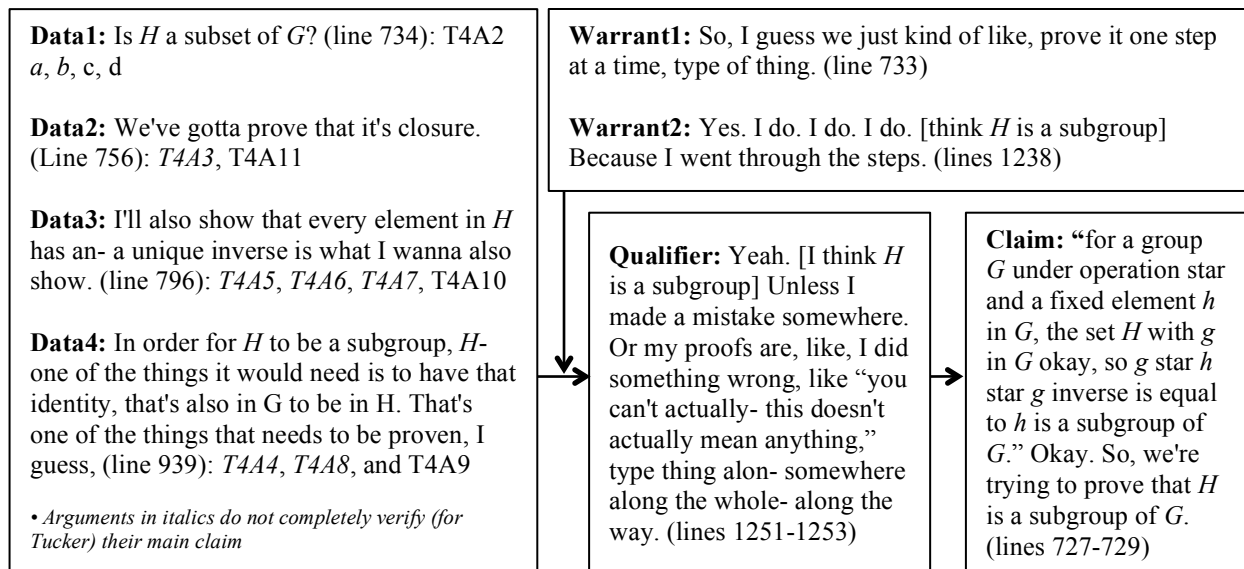 Data1: Is H a subset of G? (line 734): T4A2
a, b, c, d
Data2: We've gotta prove that it's closure.
(Line 756): T4A3, T4A11
Data3: I'll also show that every element in H
has an- a unique inverse is what I wanna also
show. (line 796): T4A5, T4A6, T4A7, T4A10
Data4: In order for H to be a subgroup, H-
one of the things it would need is to have that
identity, that's also in G to be in H. That's
one of the things that needs to be proven, I
guess, (line 939): T4A4, T4A8, and T4A9
• Arguments in italics do not completely verify (for
Tucker) their main claim
Warrant1: So, I guess we just kind of like, prove it one step
at a time, type of thing. (line 733)
Warrant2: Yes. I do. I do. I do. [think H is a subgroup]
Because I went through the steps. (lines 1238)
Qualifier: Yeah. [I think H
is a subgroup] Unless I
made a mistake somewhere.
Or my proofs are, like, I did
something wrong, like “you
can't actually- this doesn't
actually mean anything,”
type thing alon- somewhere
along the whole- along the
way. (lines 1251-1253)
Claim: “for a group
G under operation star
and a fixed element h
in G, the set H with g
in G okay, so g star h
star g inverse is equal
to h is a subgroup of
G.” Okay. So, we're
trying to prove that H
is a subgroup of G.
(lines 727-729)